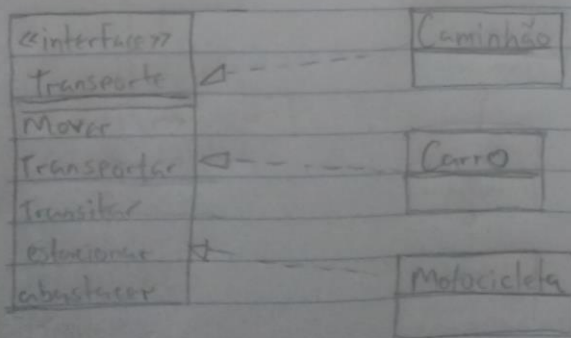 «interface»
Transporte
Mover
Transportar
Transitar
estacionar
abastecer
Caminhão
Carro
Motocicleta